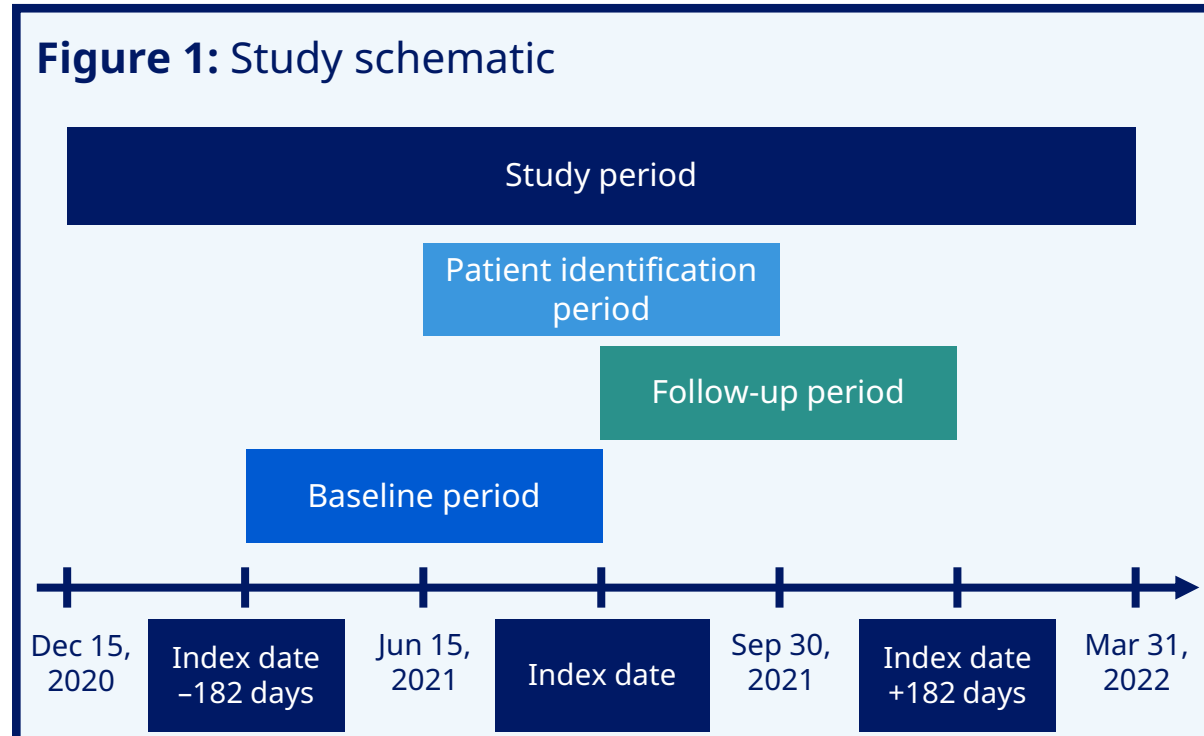 Figure 1: Study schematic
Study period
Patient identification
period
Follow-up period
Baseline period
Dec 15,
2020
Index date
–182 days
Jun 15,
2021
Index date
Sep 30,
2021
Index date
+182 days
Mar 31,
2022